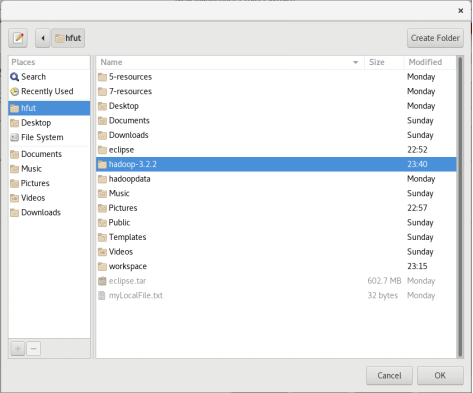 hfut
Create Folder
Places
Search
Recently Used
hfut
Desktop
File System
Documents
Music
Pictures
Videos
Downloads
Name Size Modified
5-resources Monday
7-resources Monday
Desktop Monday
Documents Sunday
Downloads Sunday
eclipse 22:52
hadoop-3.2.2 23:40
hadoopdata Monday
Music Sunday
Pictures 22:57
Public Sunday
Templates Sunday
Videos Sunday
workspace 23:15
eclipse.tar 602.7 MB Monday
myLocalFile.txt 32 bytes Monday
Cancel
OK